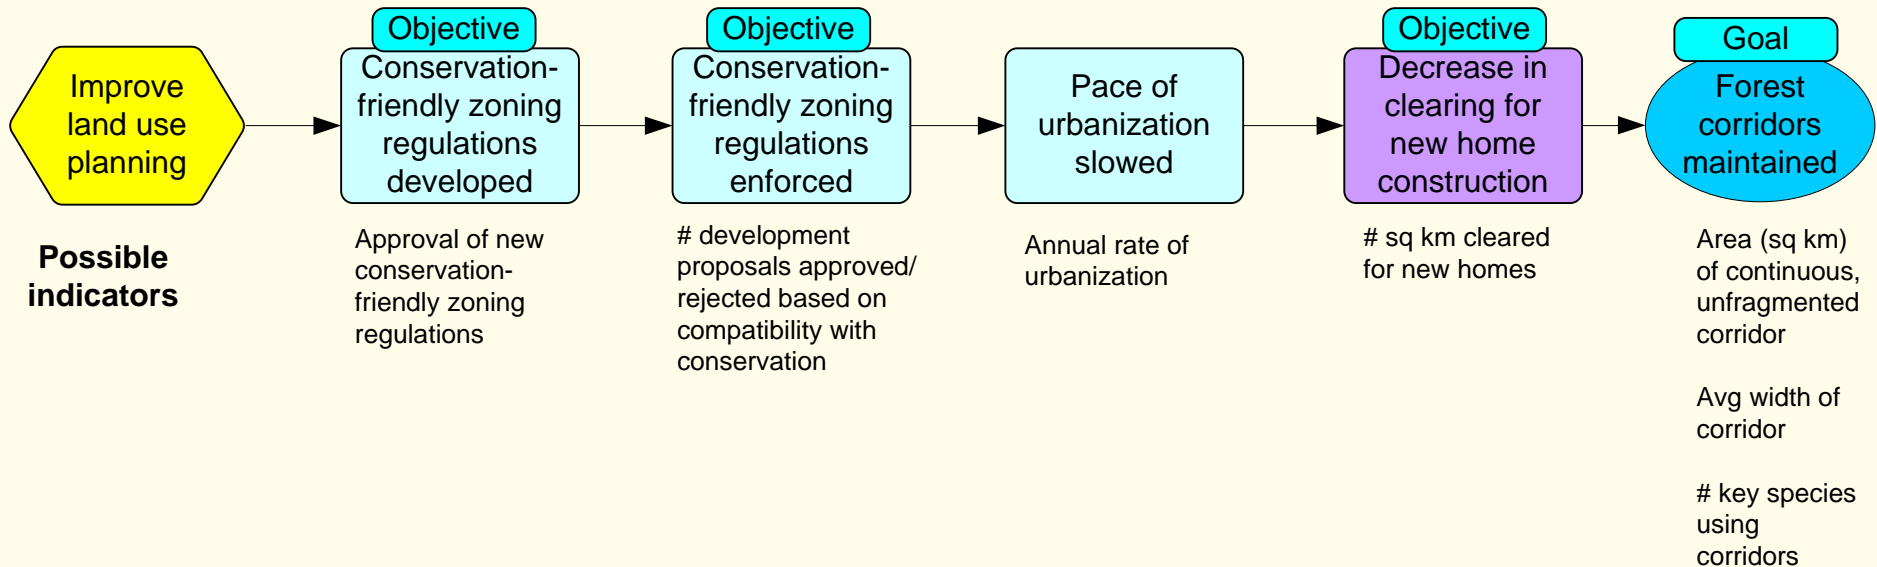 Improve
land use
planning
Objective
Conservation-
friendly zoning
regulations
developed
Objective
Conservation-
friendly zoning
regulations
enforced
Pace of
urbanization
slowed
Objective
Decrease in
clearing for
new home
construction
Goal
Forest
corridors
maintained
Possible
indicators
Approval of new
conservation-
friendly zoning
regulations
# development
proposals approved/
rejected based on
compatibility with
conservation
Annual rate of
urbanization
# sq km cleared
for new homes
Area (sq km)
of continuous,
unfragmented
corridor
Avg width of
corridor
# key species
using
corridors